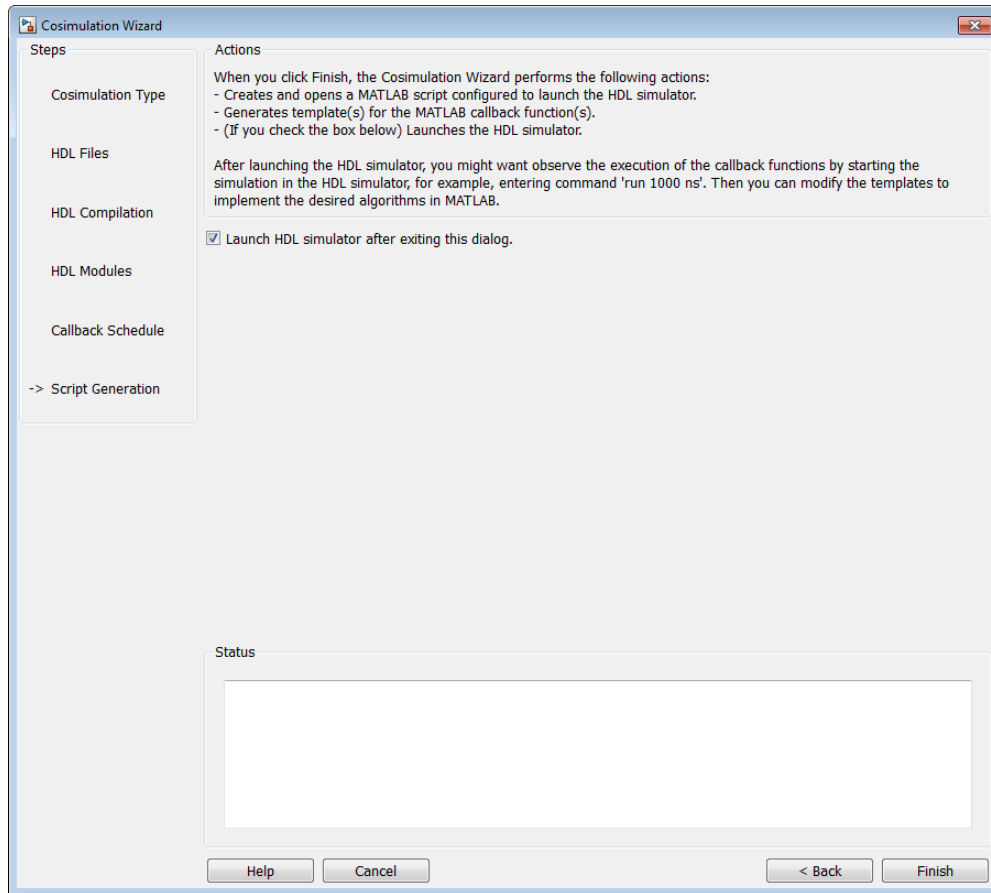 Cosimulation Wizard
Steps
Cosimulation Type
HDL Files
HDL Compilation
HDL Modules
Callback Schedule
-> Script Generation
Actions
When you click Finish, the Cosimulation Wizard performs the following actions:
- Creates and opens a MATLAB script configured to launch the HDL simulator.
- Generates template(s) for the MATLAB callback function(s).
- (If you check the box below) Launches the HDL simulator.
After launching the HDL simulator, you might want observe the execution of the callback functions by starting the
simulation in the HDL simulator, for example, entering command 'run 1000 ns'. Then you can modify the templates to
implement the desired algorithms in MATLAB.
Launch HDL simulator after exiting this dialog.
Status
Help
Cancel
< Back
Finish